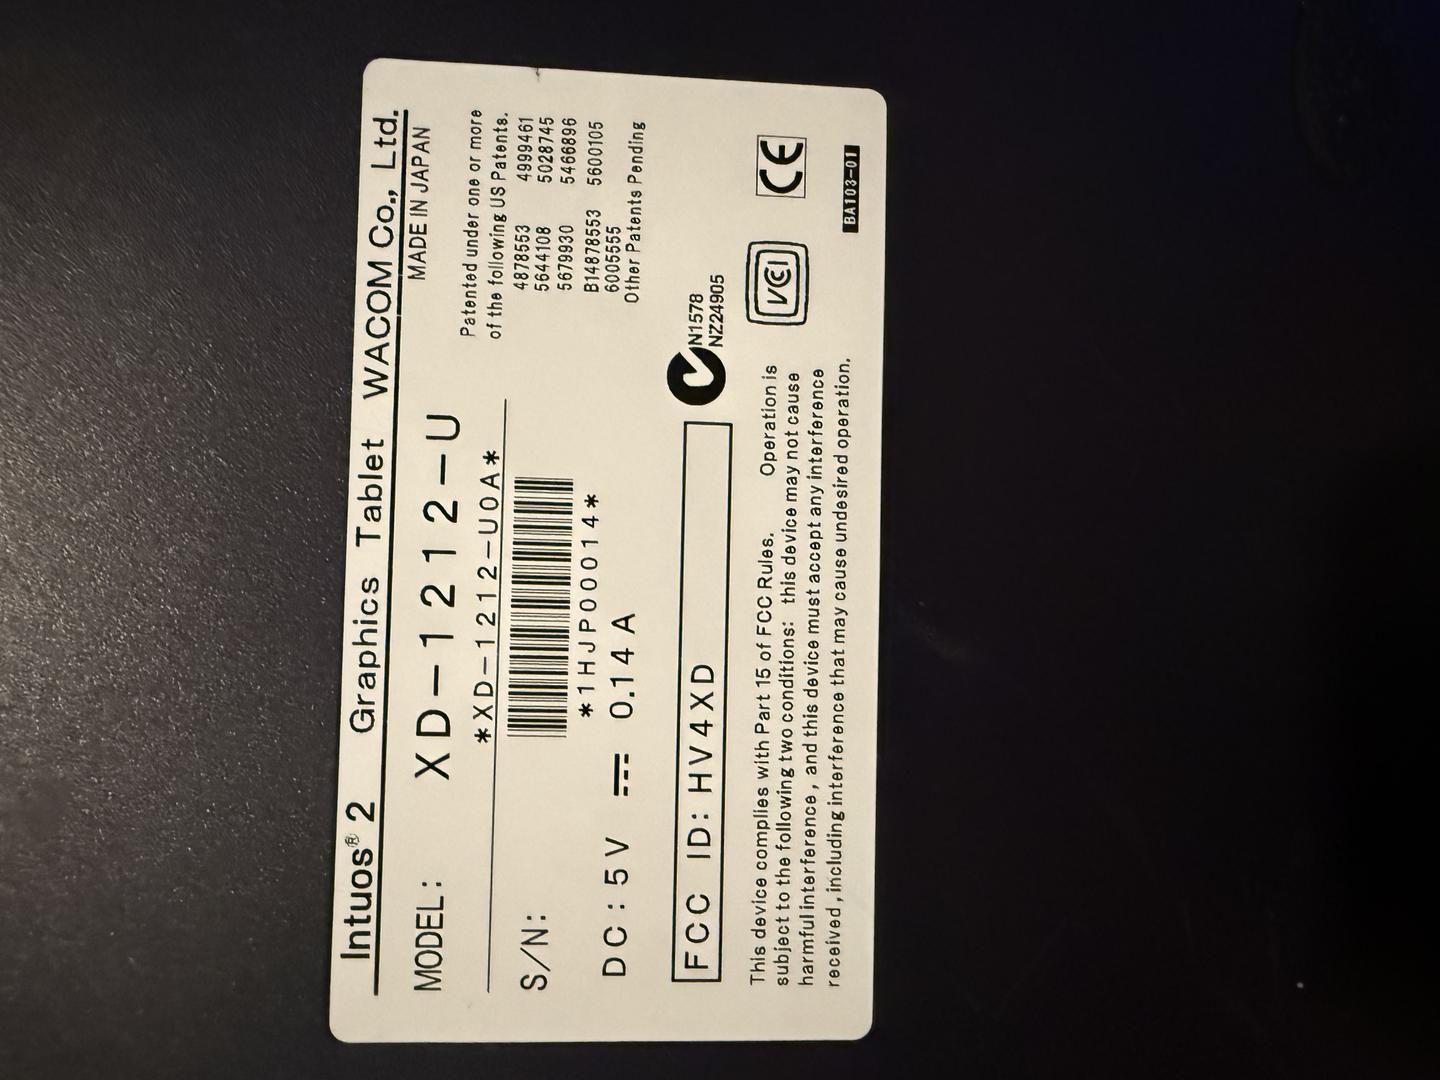 Intuos® 2 Graphics Tablet WACOM Co., Ltd.
MADE IN JAPAN
MODEL: XD-1212-U
*XD-1212-U0A*
Patented under one or more
of the following US Patents.
4878553 4999461
5644108 5028745
5679930 5466896
B14878553 5600105
6005555
Other Patents Pending
S/N:
*1HJP00014*
DC:5V 0.14A
FCC ID:HV4XD
N1578
NZ24905
This device complies with Part 15 of FCC Rules. Operation is
subject to the following two conditions: this device may not cause
harmful interference, and this device must accept any interference
received, including interference that may cause undesired operation.
VCI
CE
BA103-01